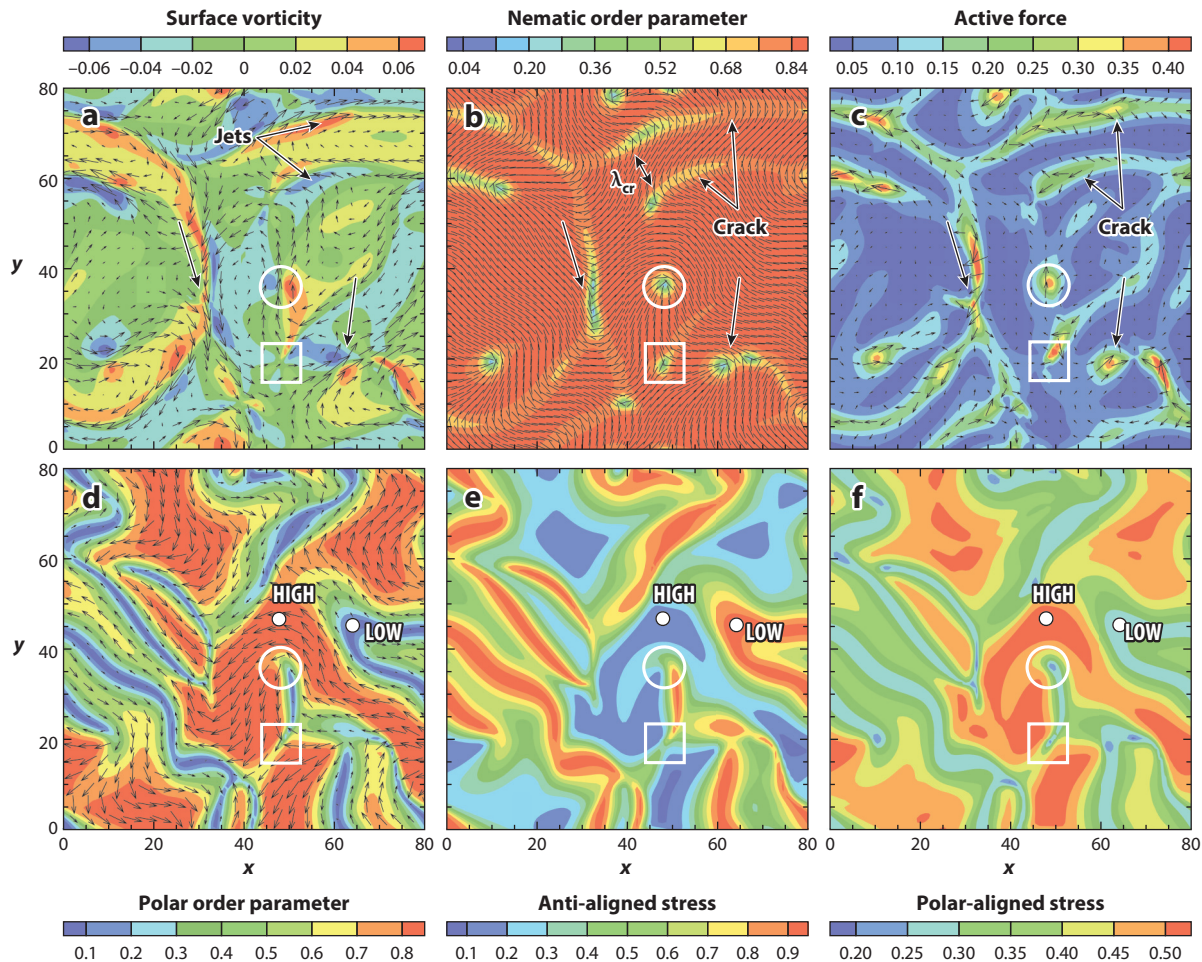 Surface vorticity
Nematic order parameter
Active force
−0.06 −0.04 −0.02 0 0.02 0.04 0.06
0.04 0.20 0.36 0.52 0.68 0.84
0.05 0.10 0.15 0.20 0.25 0.30 0.35 0.40
80
60
40
20
0
y
a
Jets
b
λcr
Crack
c
Crack
80
60
40
20
0
y
d
HIGH
LOW
e
HIGH
LOW
f
HIGH
LOW
0 20 40 60 80
0 20 40 60 80
0 20 40 60 80
x
x
x
Polar order parameter
Anti-aligned stress
Polar-aligned stress
0.1 0.2 0.3 0.4 0.5 0.6 0.7 0.8
0.1 0.2 0.3 0.4 0.5 0.6 0.7 0.8 0.9
0.20 0.25 0.30 0.35 0.40 0.45 0.50